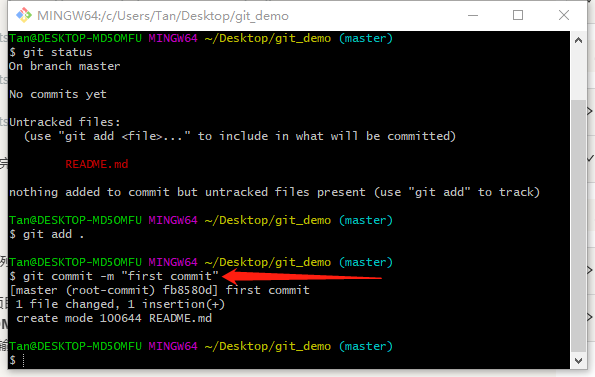 MINGW64:/c/Users/Tan/Desktop/git_demo
Tan@DESKTOP-MD5OMFU MINGW64 ~/Desktop/git_demo (master)
$ git status
On branch master
No commits yet
Untracked files:
(use "git add <file>..." to include in what will be committed)
README.md
nothing added to commit but untracked files present (use "git add" to track)
Tan@DESKTOP-MD5OMFU MINGW64 ~/Desktop/git_demo (master)
$ git add .
Tan@DESKTOP-MD5OMFU MINGW64 ~/Desktop/git_demo (master)
$ git commit -m "first commit"
[master (root-commit) fb8580d] first commit
1 file changed, 1 insertion(+)
create mode 100644 README.md
Tan@DESKTOP-MD5OMFU MINGW64 ~/Desktop/git_demo (master)
$